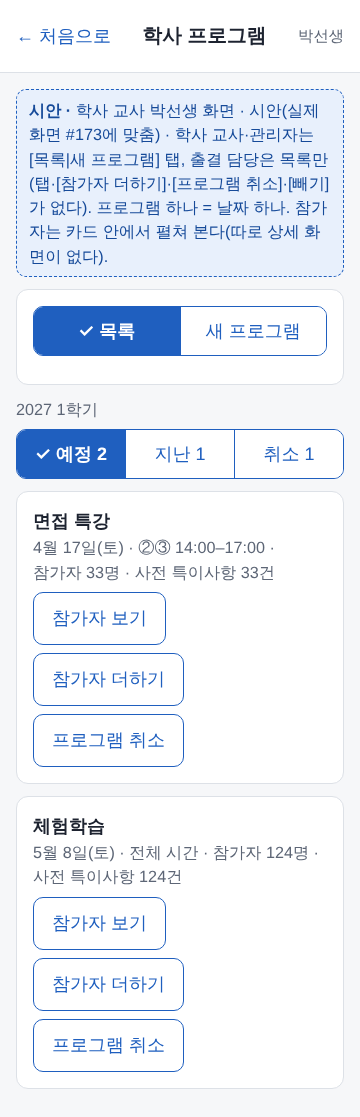 ← 처음으로 학사 프로그램 박선생
시안 · 학사 교사 박선생 화면 · 시안(실제
화면 #173에 맞춤) · 학사 교사·관리자는
[목록|새 프로그램] 탭, 출결 담당은 목록만
(탭·[참가자 더하기]·[프로그램 취소]·[빼기]
가 없다). 프로그램 하나 = 날짜 하나. 참가
자는 카드 안에서 펼쳐 본다(따로 상세 화
면이 없다).
✓ 목록 새 프로그램
2027 1학기
✓ 예정 2 지난 1 취소 1
면접 특강
4월 17일(토) · ②③ 14:00–17:00 ·
참가자 33명 · 사전 특이사항 33건
참가자 보기
참가자 더하기
프로그램 취소
체험학습
5월 8일(토) · 전체 시간 · 참가자 124명 ·
사전 특이사항 124건
참가자 보기
참가자 더하기
프로그램 취소